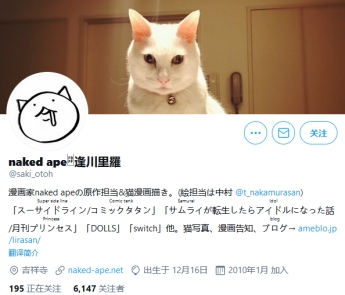 关注
naked ape 逢川里羅
@saki_otoh
漫画家naked apeの原作担当&猫漫画描き。(絵担当は中村 @t_nakamurasan)
Super side line Comic tank Samurai Idol
「スーサイドライン/コミックタタン」「サムライが転生したらアイドルになった話
Princess blog
/月刊プリンセス」「DOLLS」「switch」他。猫写真、漫画告知、ブログ→ ameblo.jp
/lirasan/
翻译简介
吉祥寺 naked-ape.net 出生于 12月16日 2010年1月 加入
195 正在关注 6,147 关注者